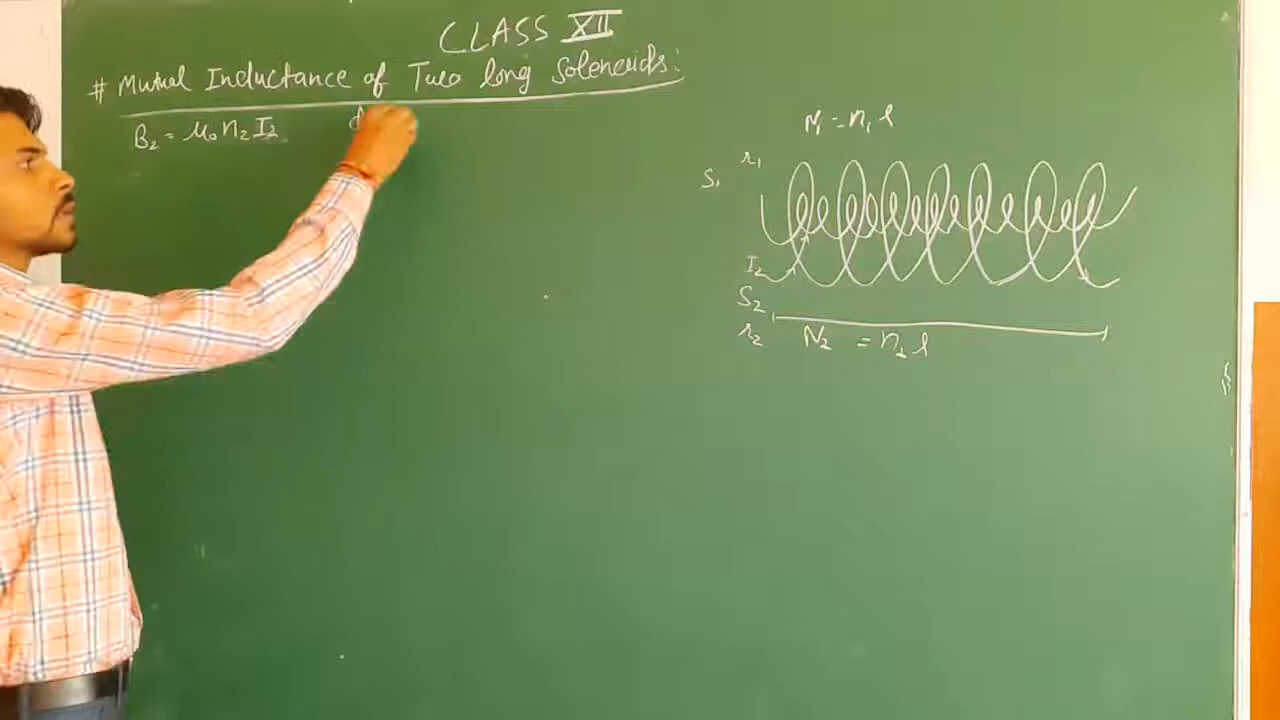 CLASS XII
# Mutual Inductance of Two long Solenoids:
B₂ = μ₀ n₂ I₂
N₁ = n₁ l
r₁
S₁
I₂
S₂
r₂ N₂ = n₂ l